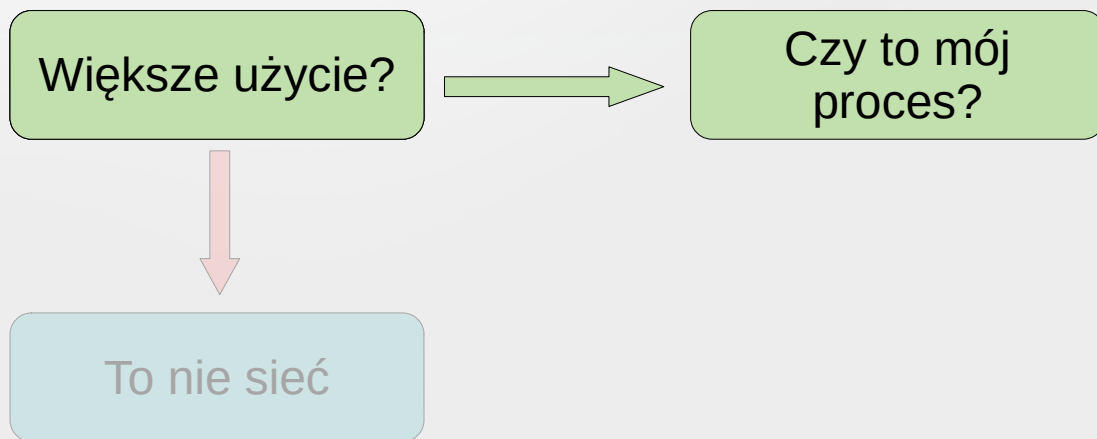 Większe użycie?
Czy to mój
proces?
To nie sieć